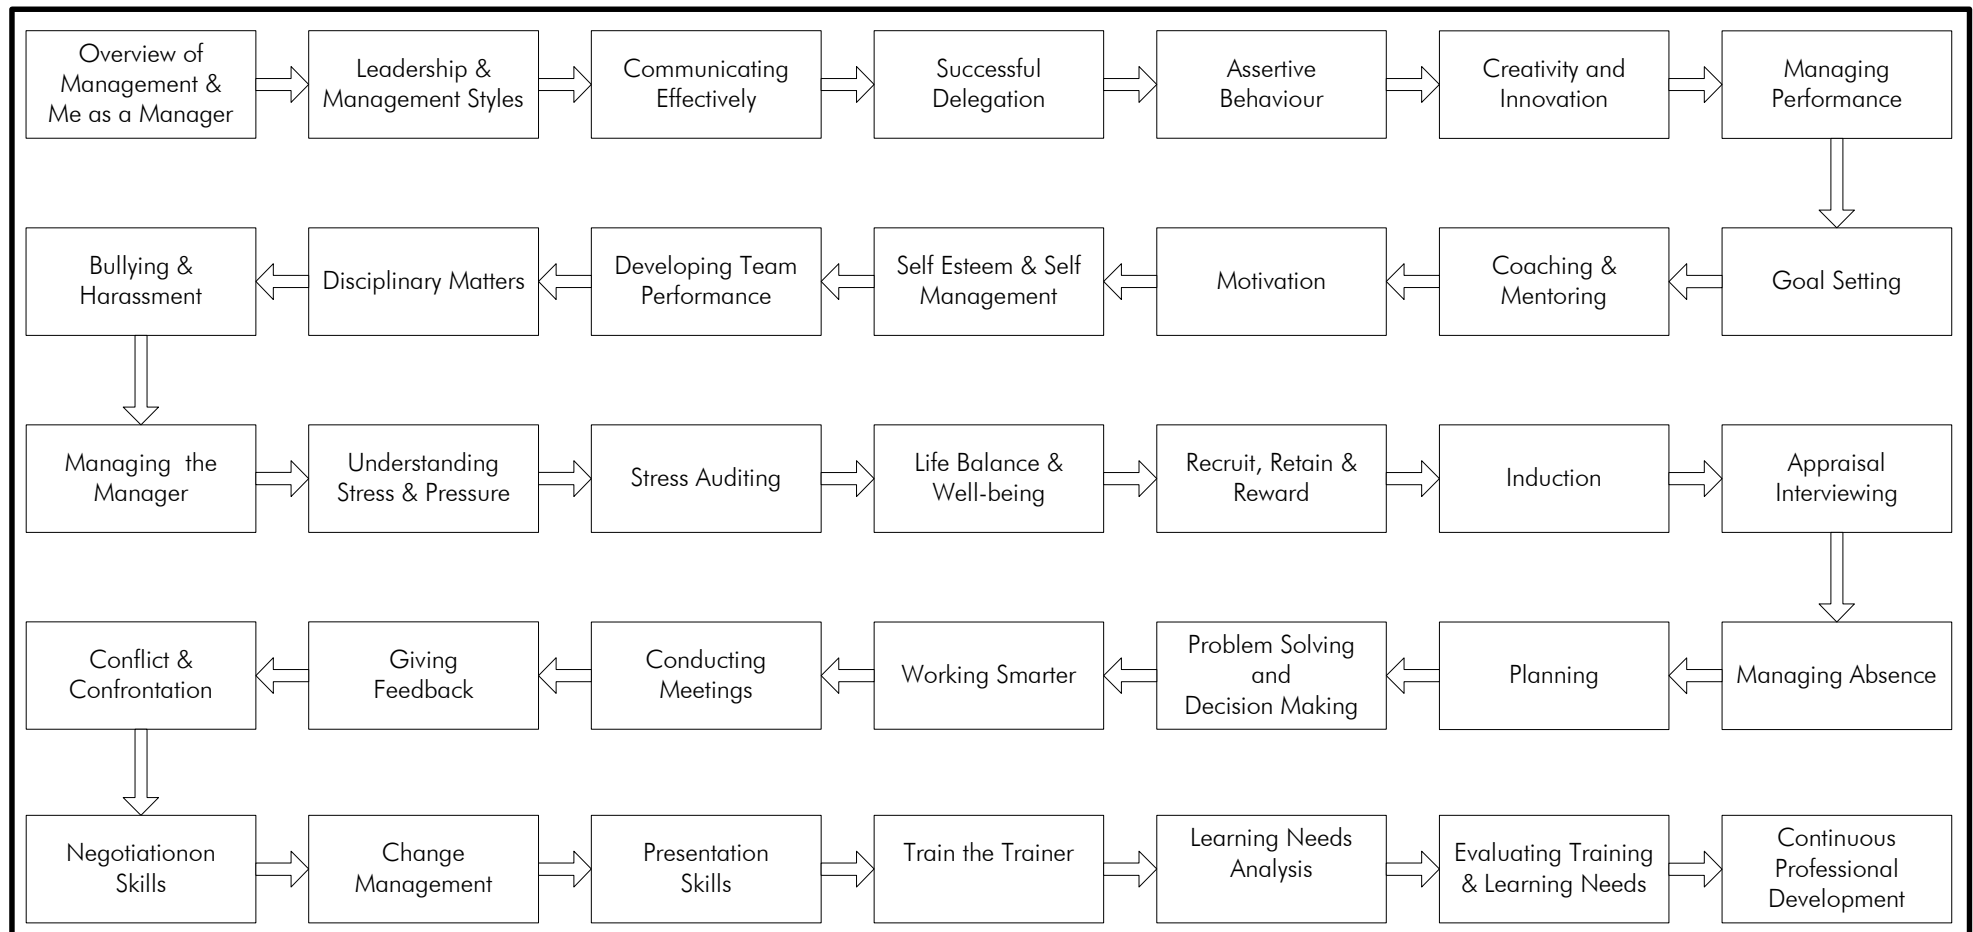 Overview of
Management &
Me as a Manager
Leadership &
Management Styles
Communicating
Effectively
Successful
Delegation
Assertive
Behaviour
Creativity and
Innovation
Managing
Performance
Goal Setting
Coaching &
Mentoring
Motivation
Self Esteem & Self
Management
Developing Team
Performance
Disciplinary Matters
Bullying &
Harassment
Managing  the
Manager
Understanding
Stress & Pressure
Stress Auditing
Life Balance &
Well-being
Recruit, Retain &
Reward
Induction
Appraisal
Interviewing
Managing Absence
Planning
Problem Solving
and
Decision Making
Working Smarter
Conducting
Meetings
Giving
Feedback
Conflict &
Confrontation
Negotiationon
Skills
Change
Management
Presentation
Skills
Train the Trainer
Learning Needs
Analysis
Evaluating Training
& Learning Needs
Continuous
Professional
Development